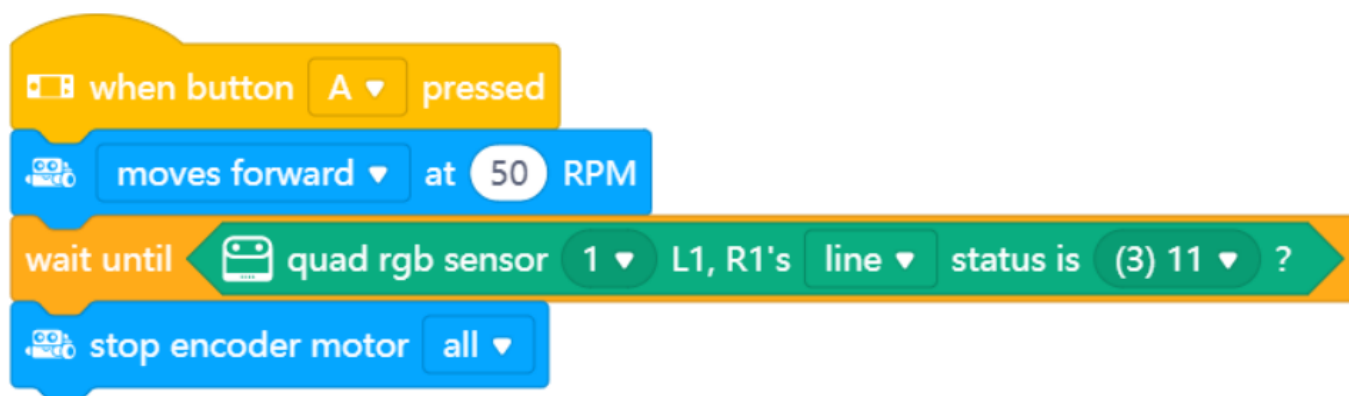 when button A pressed
moves forward at 50 RPM
wait until quad rgb sensor 1 L1, R1's line status is (3) 11 ?
stop encoder motor all